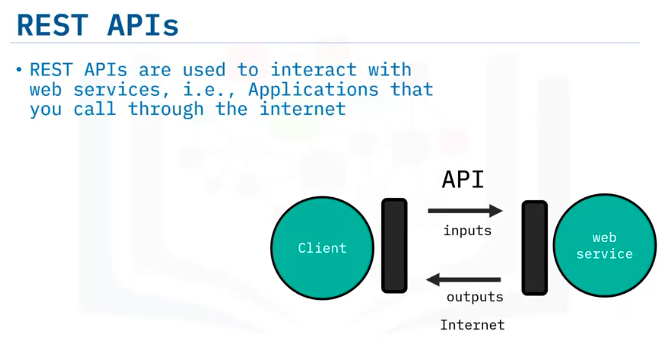 REST APIs
• REST APIs are used to interact with
web services, i.e., Applications that
you call through the internet
API
inputs
Client
web
service
outputs
Internet